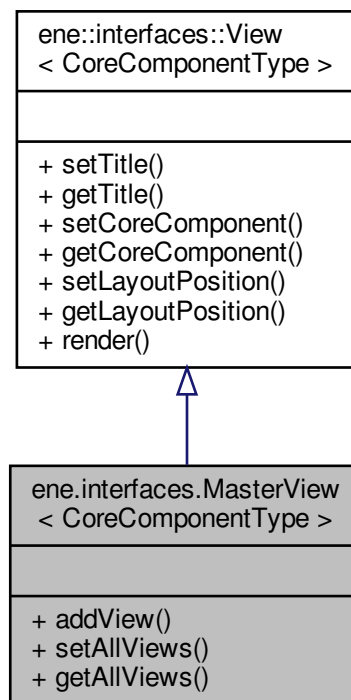 ene::interfaces::View
< CoreComponentType >
+ setTitle()
+ getTitle()
+ setCoreComponent()
+ getCoreComponent()
+ setLayoutPosition()
+ getLayoutPosition()
+ render()
ene.interfaces.MasterView
< CoreComponentType >
+ addView()
+ setAllViews()
+ getAllViews()